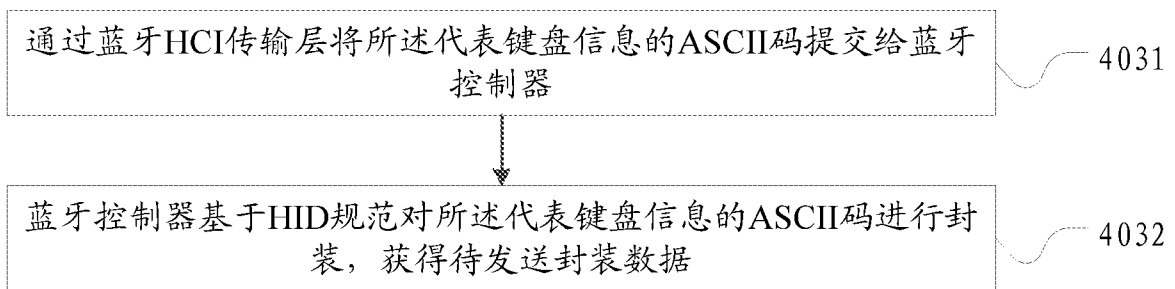 通过蓝牙HCI传输层将所述代表键盘信息的ASCII码提交给蓝牙
控制器
4031
蓝牙控制器基于HID规范对所述代表键盘信息的ASCII码进行封
装，获得待发送封装数据
4032